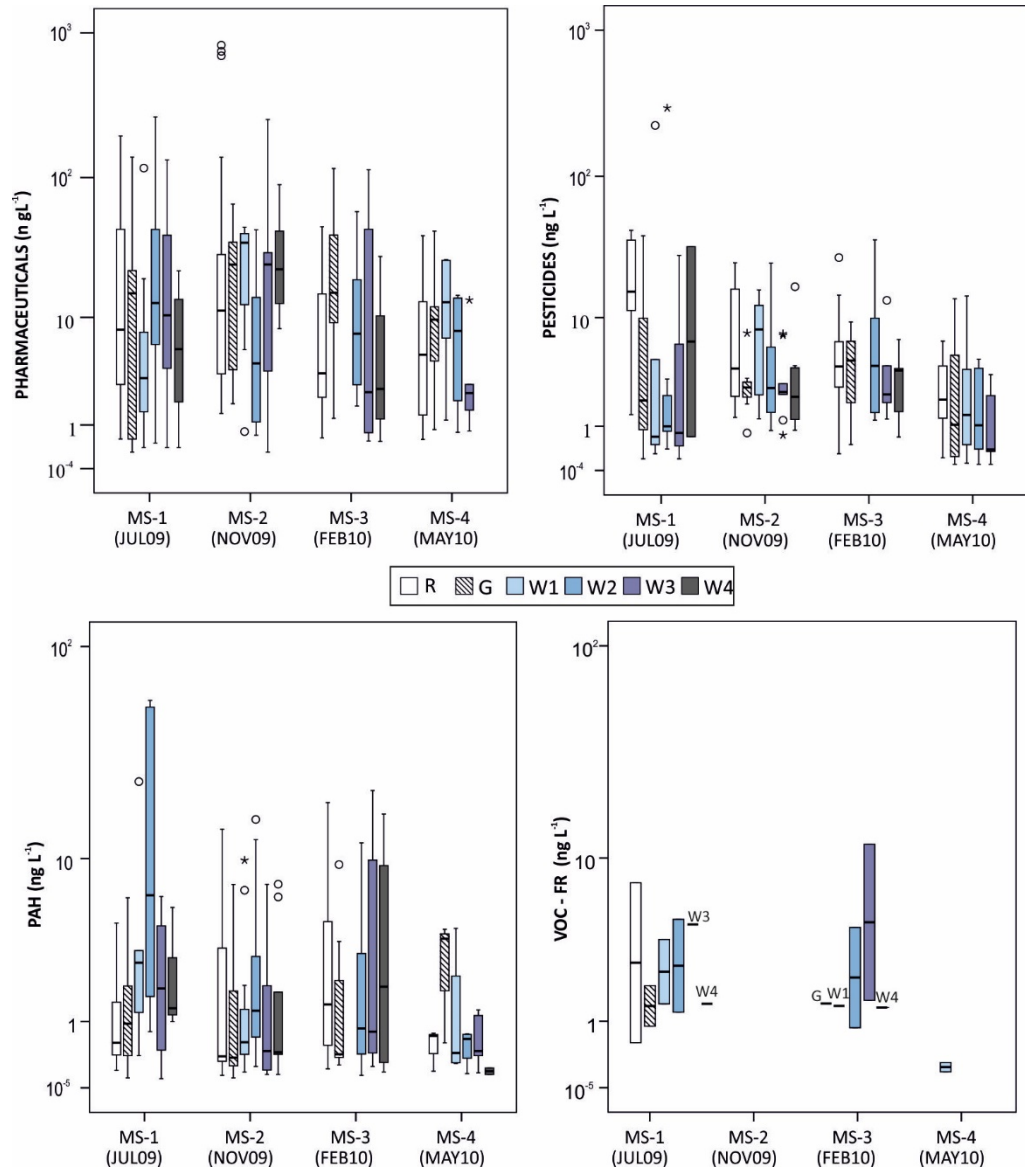 10³
10²
10
1
10⁻⁴
PHARMACEUTICALS (n gL⁻¹)
MS-1 MS-2 MS-3 MS-4
(JUL09) (NOV09) (FEB10) (MAY10)
10³
10²
10
1
10⁻⁴
PESTICIDES (ng L⁻¹)
MS-1 MS-2 MS-3 MS-4
(JUL09) (NOV09) (FEB10) (MAY10)
R G W1 W2 W3 W4
10²
10
1
10⁻⁵
PAH (ng L⁻¹)
MS-1 MS-2 MS-3 MS-4
(JUL09) (NOV09) (FEB10) (MAY10)
10²
10
1
10⁻⁵
VOC - FR (ng L⁻¹)
W3
W4
G W1 W4
MS-1 MS-2 MS-3 MS-4
(JUL09) (NOV09) (FEB10) (MAY10)